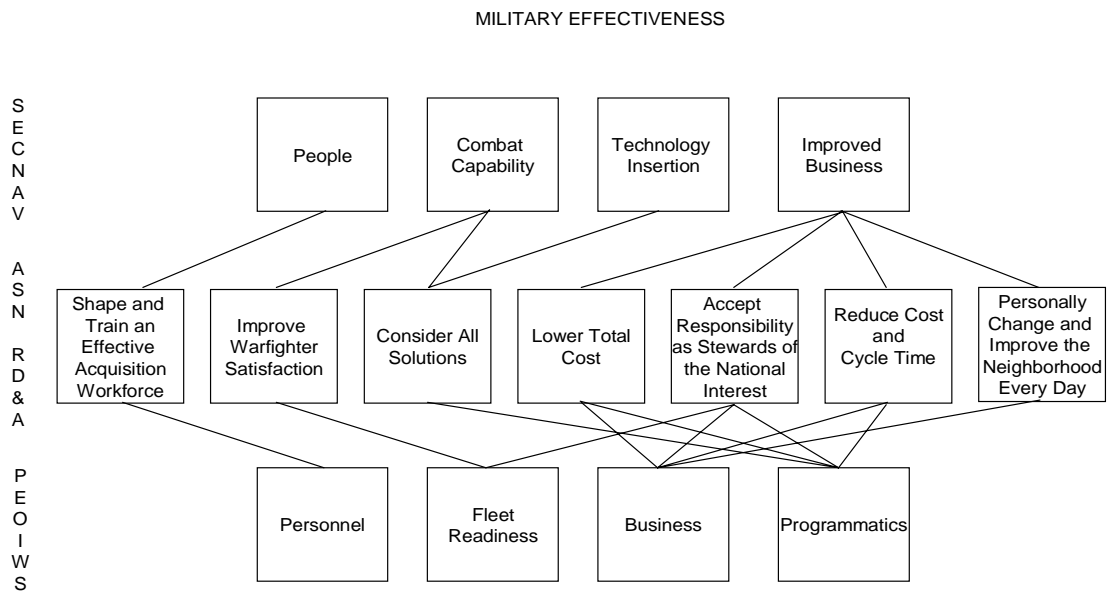 MILITARY EFFECTIVENESS
S
E
C
N
A
V
People
Combat
Capability
Technology
Insertion
Improved
Business
A
S
N
R
D
&
A
Shape and
Train an
Effective
Acquisition
Workforce
Improve
Warfighter
Satisfaction
Consider All
Solutions
Lower Total
Cost
Accept
Responsibility
as Stewards of
the National
Interest
Reduce Cost
and
Cycle Time
Personally
Change and
Improve the
Neighborhood
Every Day
P
E
O
I
W
S
Personnel
Fleet
Readiness
Business
Programmatics